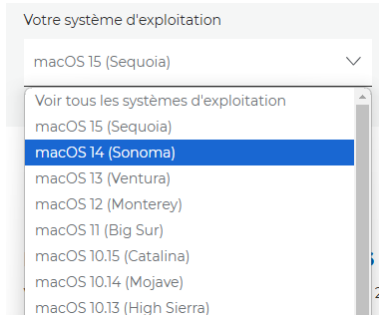 Votre système d'exploitation
macOS 15 (Sequoia)
Voir tous les systèmes d'exploitation
macOS 15 (Sequoia)
macOS 14 (Sonoma)
macOS 13 (Ventura)
macOS 12 (Monterey)
macOS 11 (Big Sur)
macOS 10.15 (Catalina)
macOS 10.14 (Mojave)
macOS 10.13 (High Sierra)